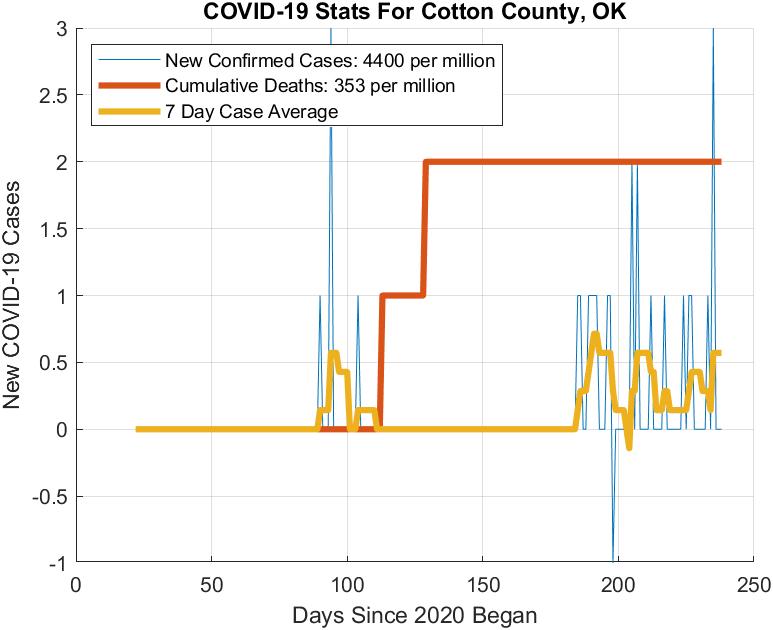 COVID-19 Stats For Cotton County, OK
New Confirmed Cases: 4400 per million
Cumulative Deaths: 353 per million
7 Day Case Average
3
2.5
2
1.5
1
0.5
0
-0.5
-1
New COVID-19 Cases
0 50 100 150 200 250
Days Since 2020 Began